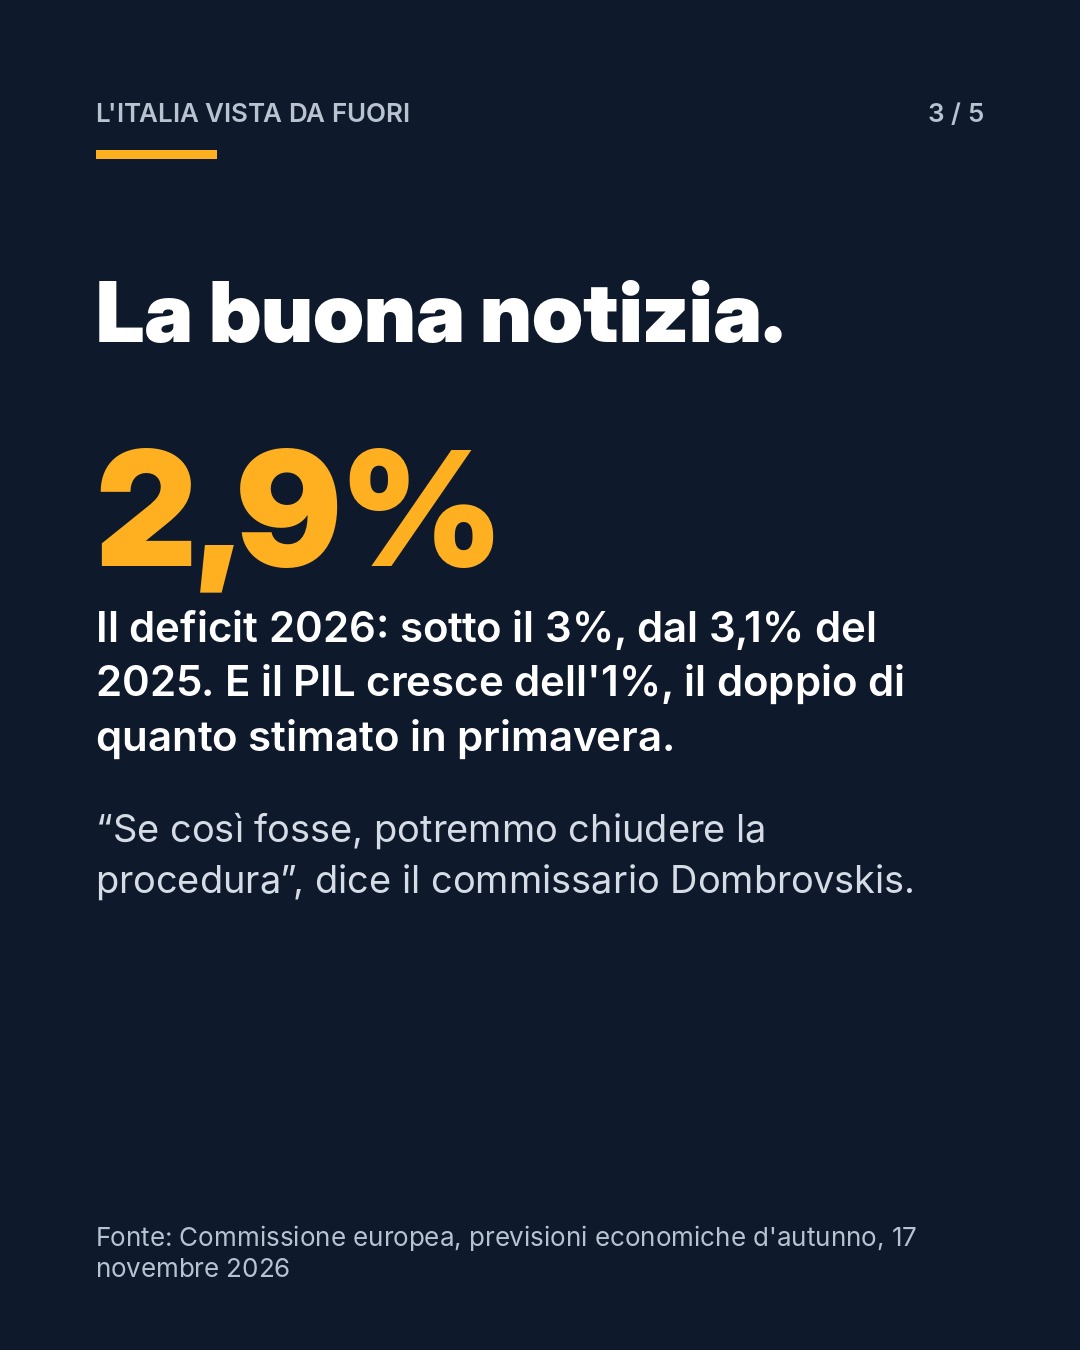 L'ITALIA VISTA DA FUORI
3 / 5
La buona notizia.
2,9%
Il deficit 2026: sotto il 3%, dal 3,1% del
2025. E il PIL cresce dell'1%, il doppio di
quanto stimato in primavera.
“Se così fosse, potremmo chiudere la
procedura”, dice il commissario Dombrovskis.
Fonte: Commissione europea, previsioni economiche d'autunno, 17
novembre 2026